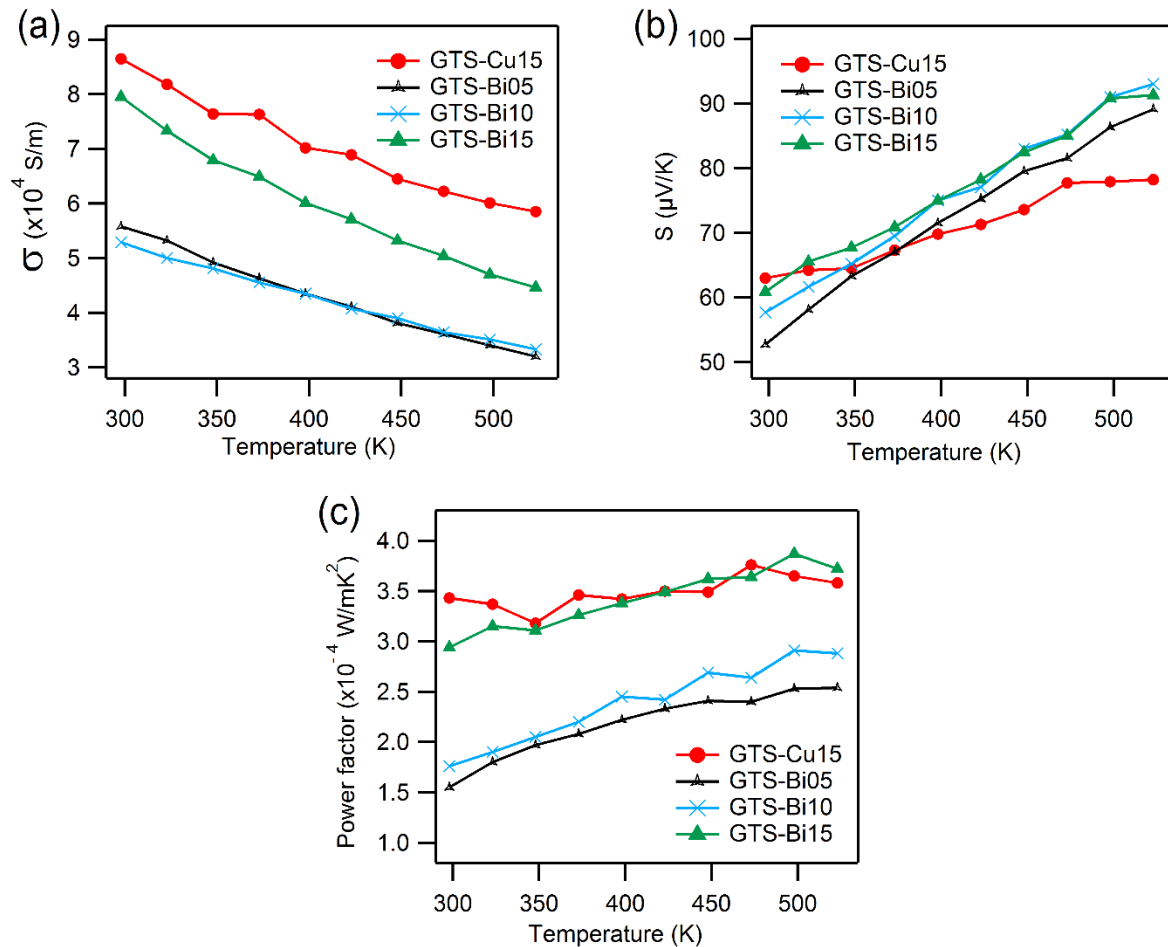 (a)
9
8
7
6
5
4
3
σ (x10⁴ S/m)
GTS-Cu15
GTS-Bi05
GTS-Bi10
GTS-Bi15
300 350 400 450 500
Temperature (K)
(b)
100
90
80
70
60
50
S (µV/K)
GTS-Cu15
GTS-Bi05
GTS-Bi10
GTS-Bi15
300 350 400 450 500
Temperature (K)
(c)
4.0
3.5
3.0
2.5
2.0
1.5
1.0
Power factor (x10⁻⁴ W/mK²)
GTS-Cu15
GTS-Bi05
GTS-Bi10
GTS-Bi15
300 350 400 450 500
Temperature (K)